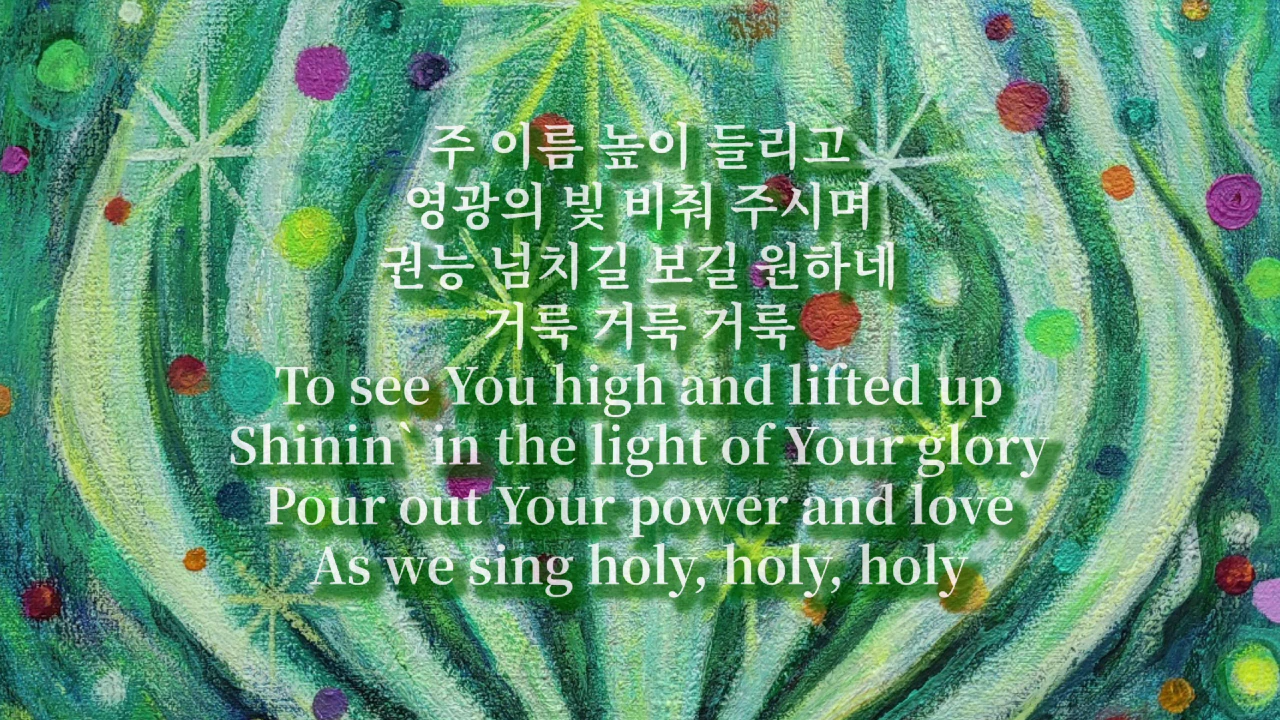 주 이름 높이 들리고
영광의 빛 비춰 주시며
권능 넘치길 보길 원하네
거룩 거룩 거룩
To see You high and lifted up
Shinin` in the light of Your glory
Pour out Your power and love
As we sing holy, holy, holy